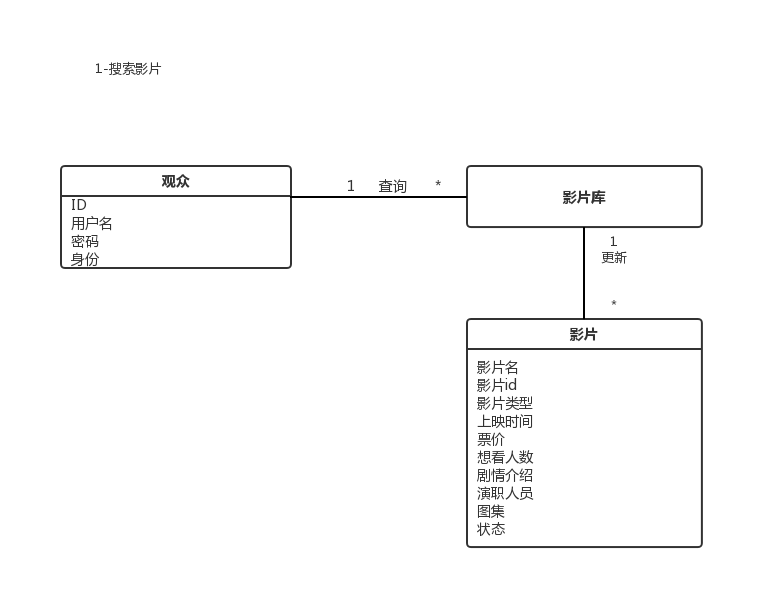 1-搜索影片
观众
ID
用户名
密码
身份
1 查询 *
影片库
1
更新
*
影片
影片名
影片id
影片类型
上映时间
票价
想看人数
剧情介绍
演职人员
图集
状态